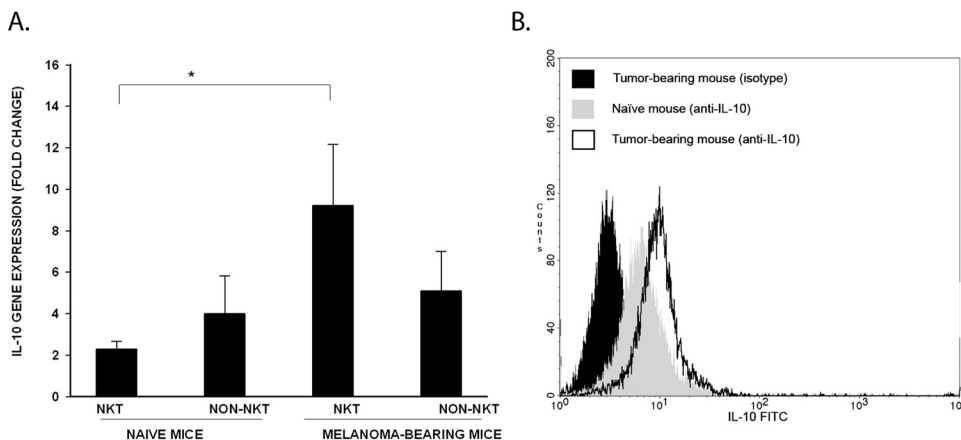 A.
IL-10 GENE EXPRESSION (FOLD CHANGE)
16
14
12
10
8
6
4
2
0
*
NKT
NON-NKT
NKT
NON-NKT
NAIVE MICE
MELANOMA-BEARING MICE
B.
Counts
200
160
120
80
40
0
Tumor-bearing mouse (isotype)
Naïve mouse (anti-IL-10)
Tumor-bearing mouse (anti-IL-10)
10⁰
10¹
10²
10³
10
IL-10 FITC